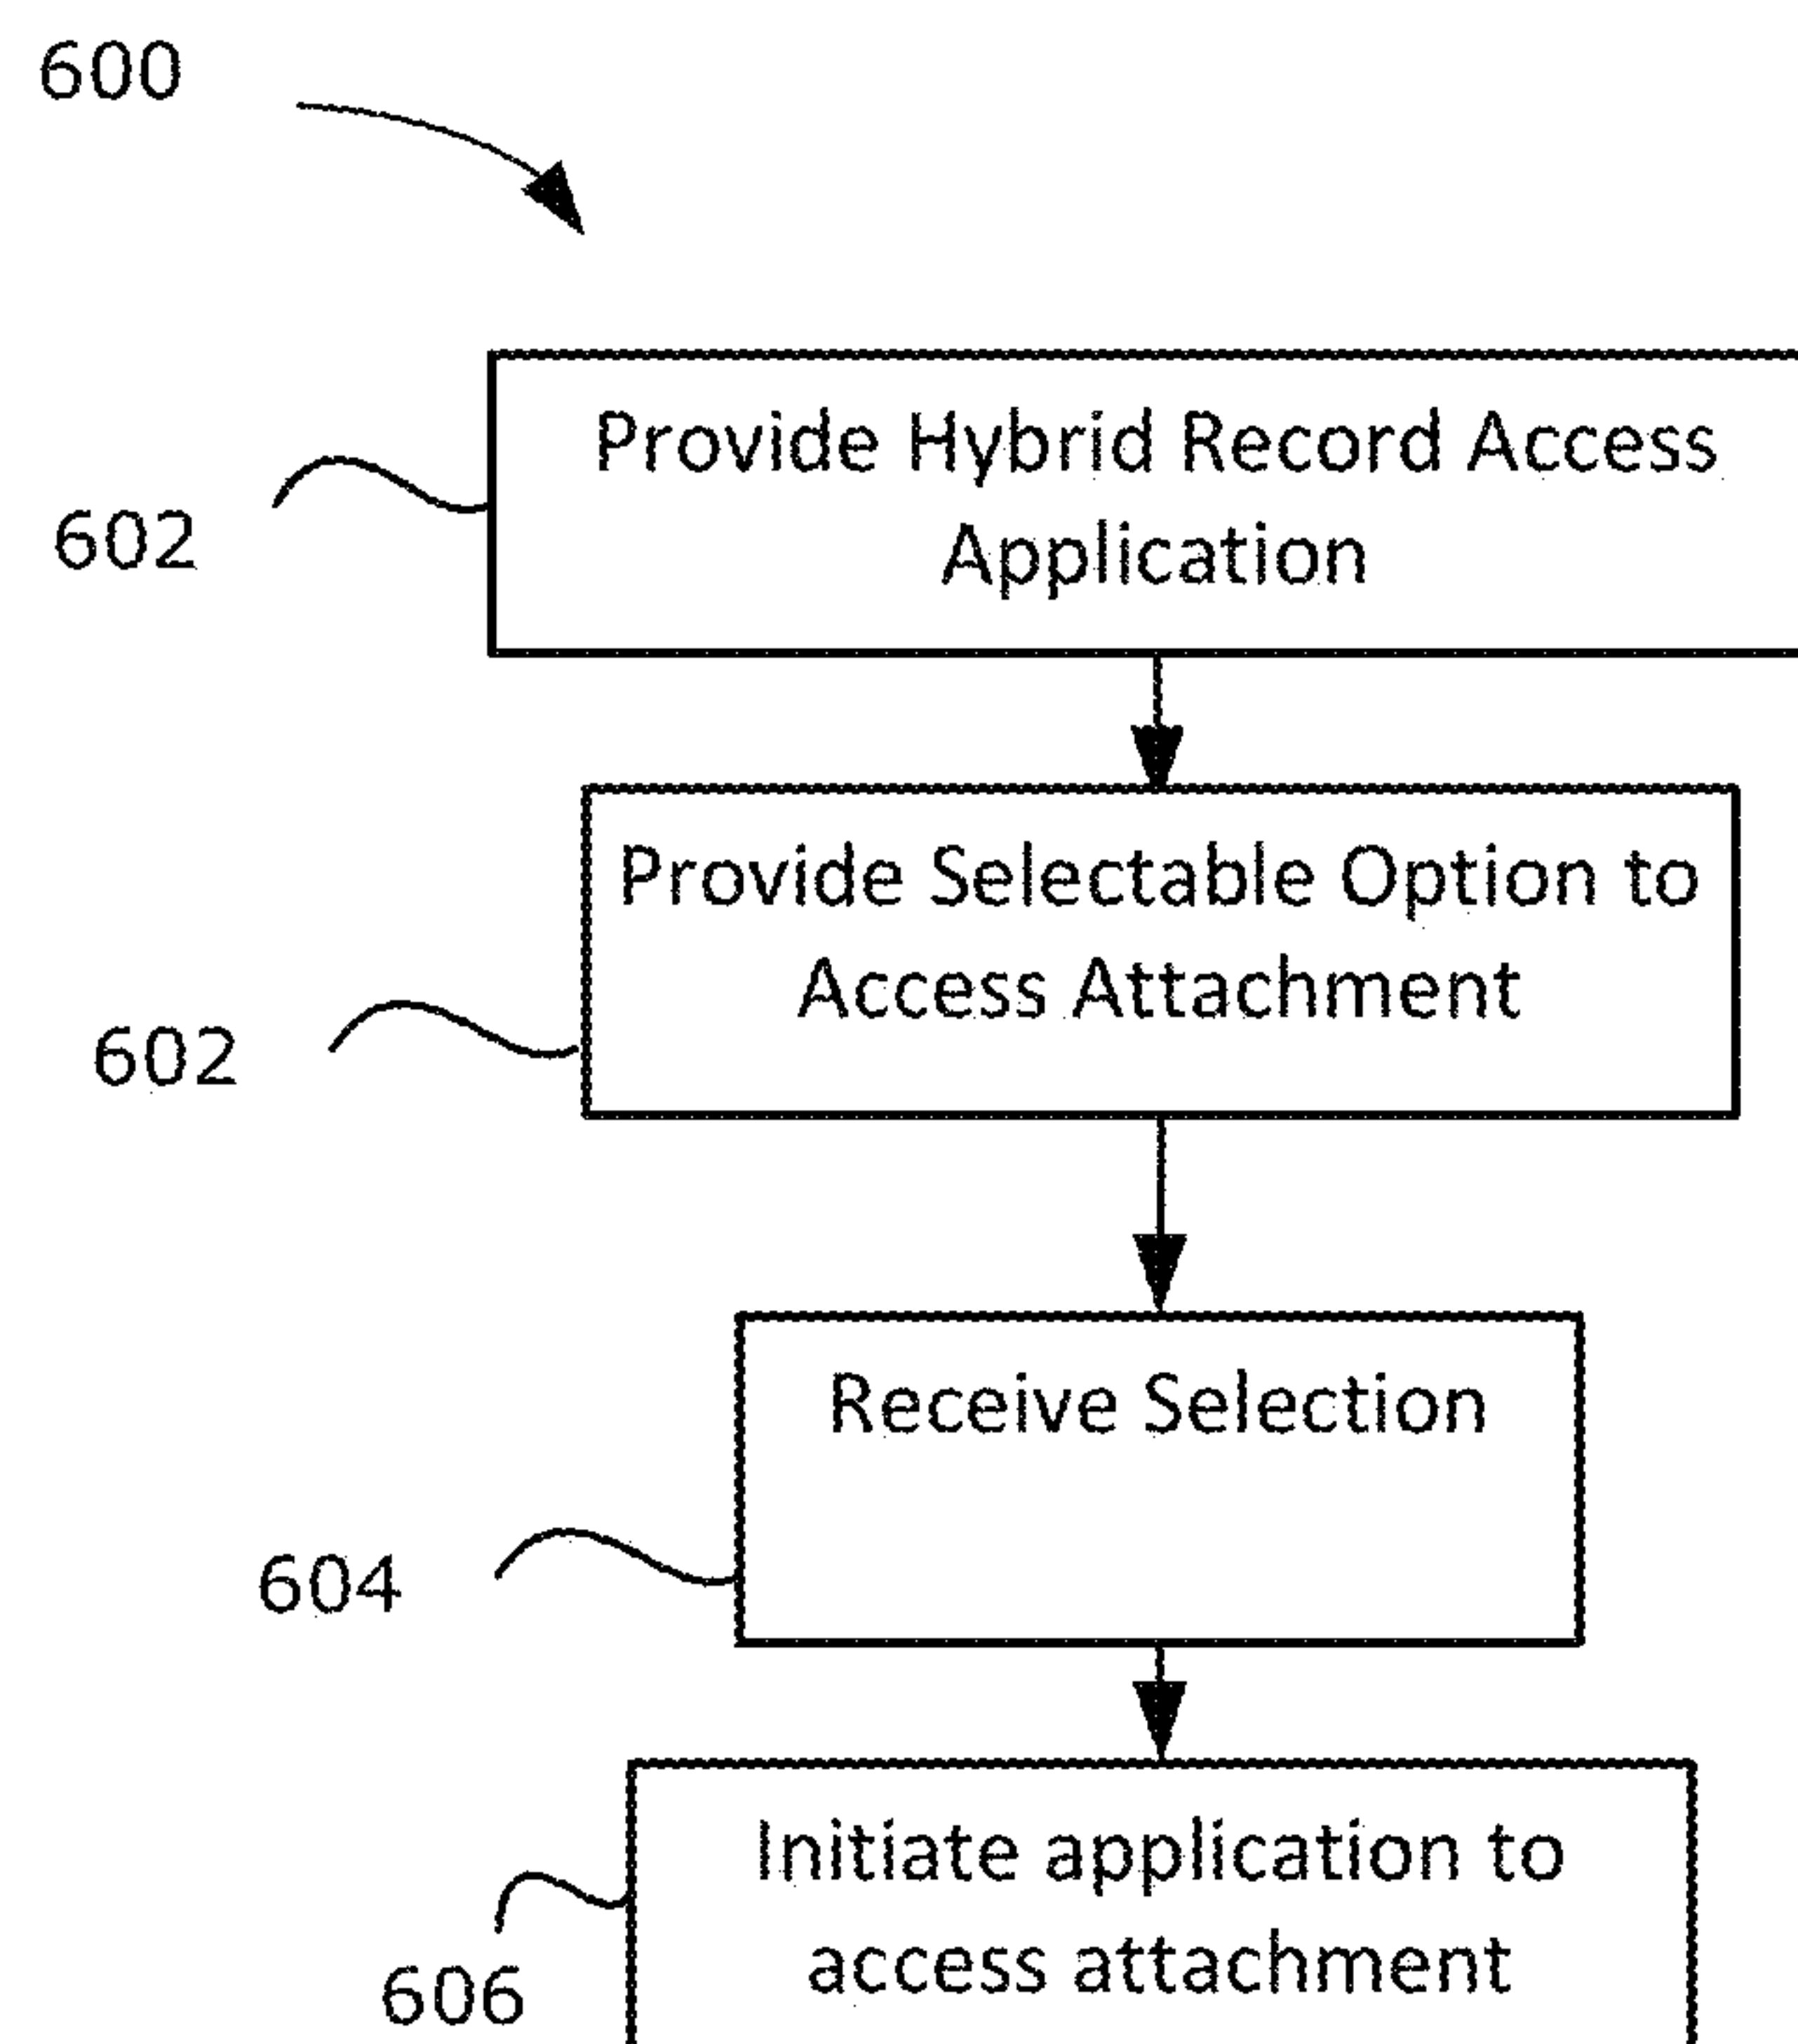 600
Provide Hybrid Record Access
Application
602
Provide Selectable Option to
Access Attachment
602
Receive Selection
604
Initiate application to
access attachment
606